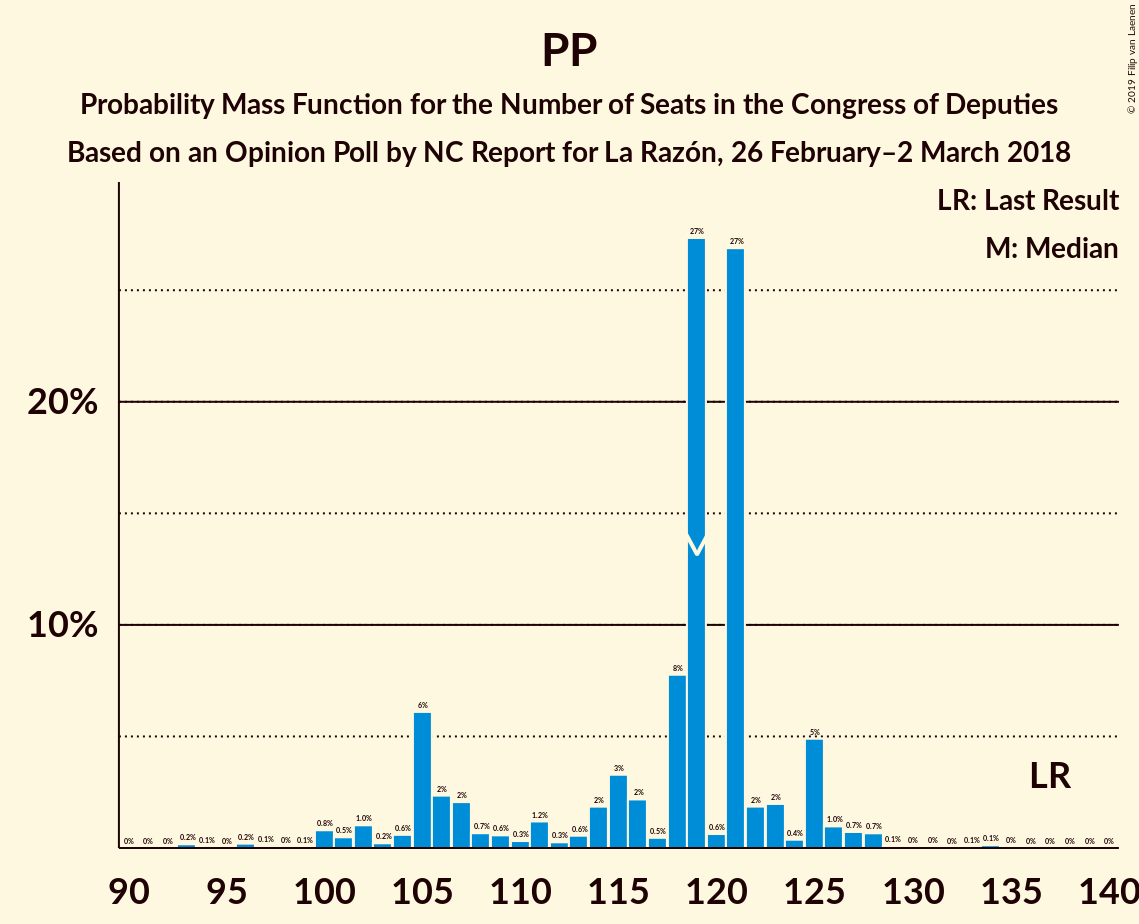 PP
Probability Mass Function for the Number of Seats in the Congress of Deputies
Based on an Opinion Poll by NC Report for La Razón, 26 February–2 March 2018
© 2019 Filip van Laenen
LR: Last Result
M: Median
20%
10%
0% 0% 0% 0.2% 0.1% 0% 0.2% 0.1% 0% 0.1% 0.8% 0.5% 1.0% 0.2% 0.6% 6% 2% 2% 0.7% 0.6% 0.3% 1.2% 0.3% 0.6% 2% 3% 2% 0.5% 8% 27% 0.6% 27% 2% 2% 0.4% 5% 1.0% 0.7% 0.7% 0.1% 0% 0% 0% 0.1% 0.1% 0% 0% 0% 0% 0% 0%
LR
90 95 100 105 110 115 120 125 130 135 140